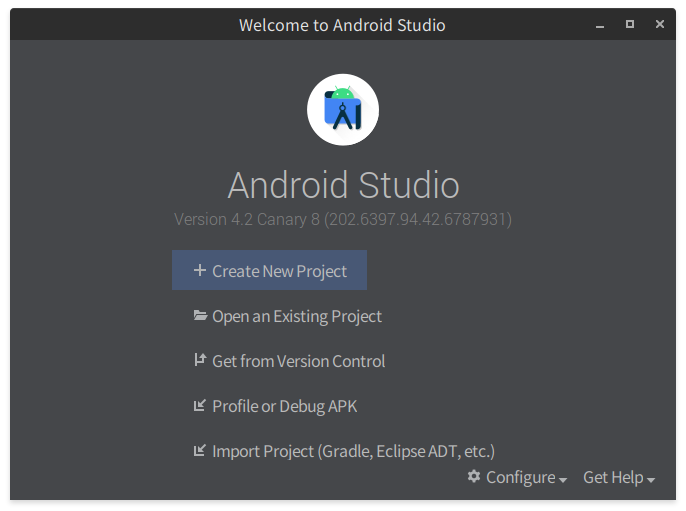 Welcome to Android Studio
Android Studio
Version 4.2 Canary 8 (202.6397.94.42.6787931)
Create New Project
Open an Existing Project
Get from Version Control
Profile or Debug APK
Import Project (Gradle, Eclipse ADT, etc.)
Configure
Get Help